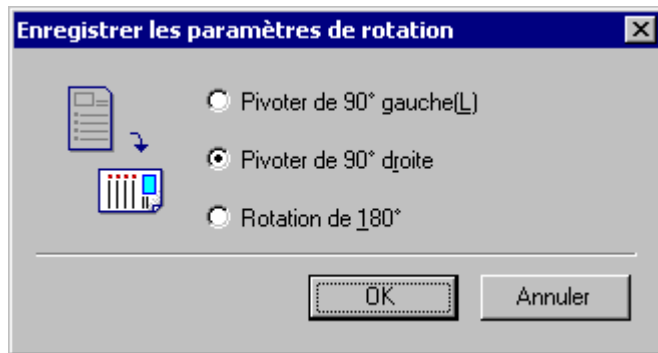 Enregistrer les paramètres de rotation
Pivoter de 90° gauche(L)
Pivoter de 90° droite
Rotation de 180°
OK
Annuler